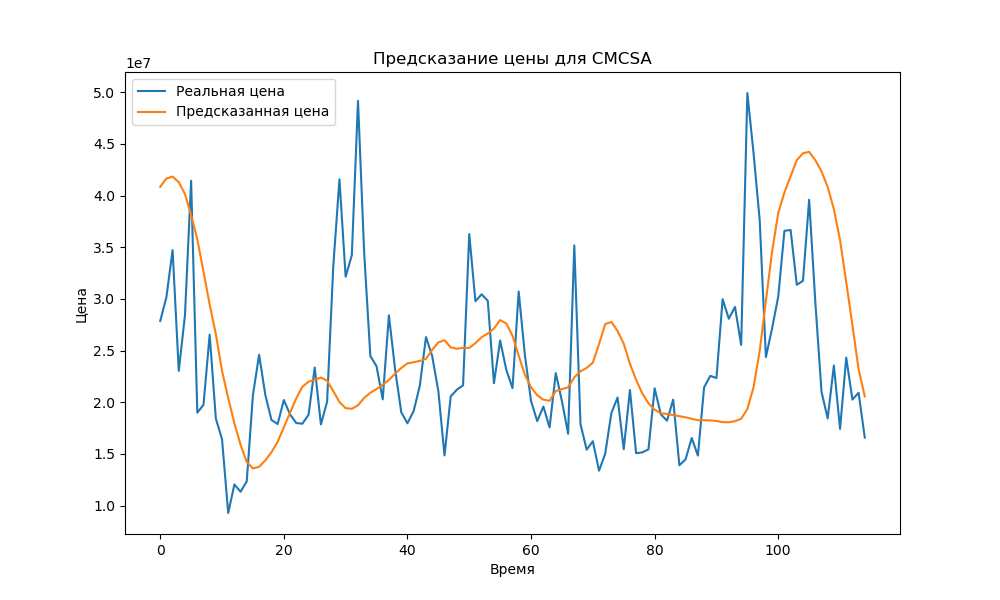 Предсказание цены для CMCSA
1e7
Реальная цена
Предсказанная цена
5.0
4.5
4.0
3.5
3.0
2.5
2.0
1.5
1.0
Цена
0 20 40 60 80 100
Время